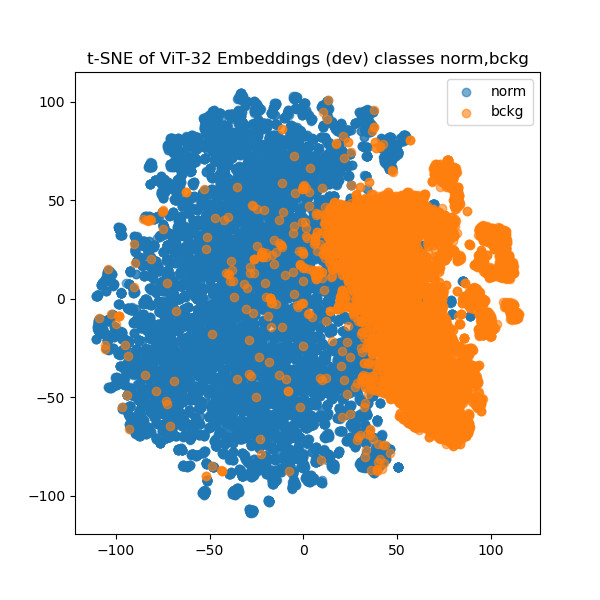 t-SNE of ViT-32 Embeddings (dev) classes norm,bckg
norm
bckg
100
50
0
−50
−100
−100 −50 0 50 100